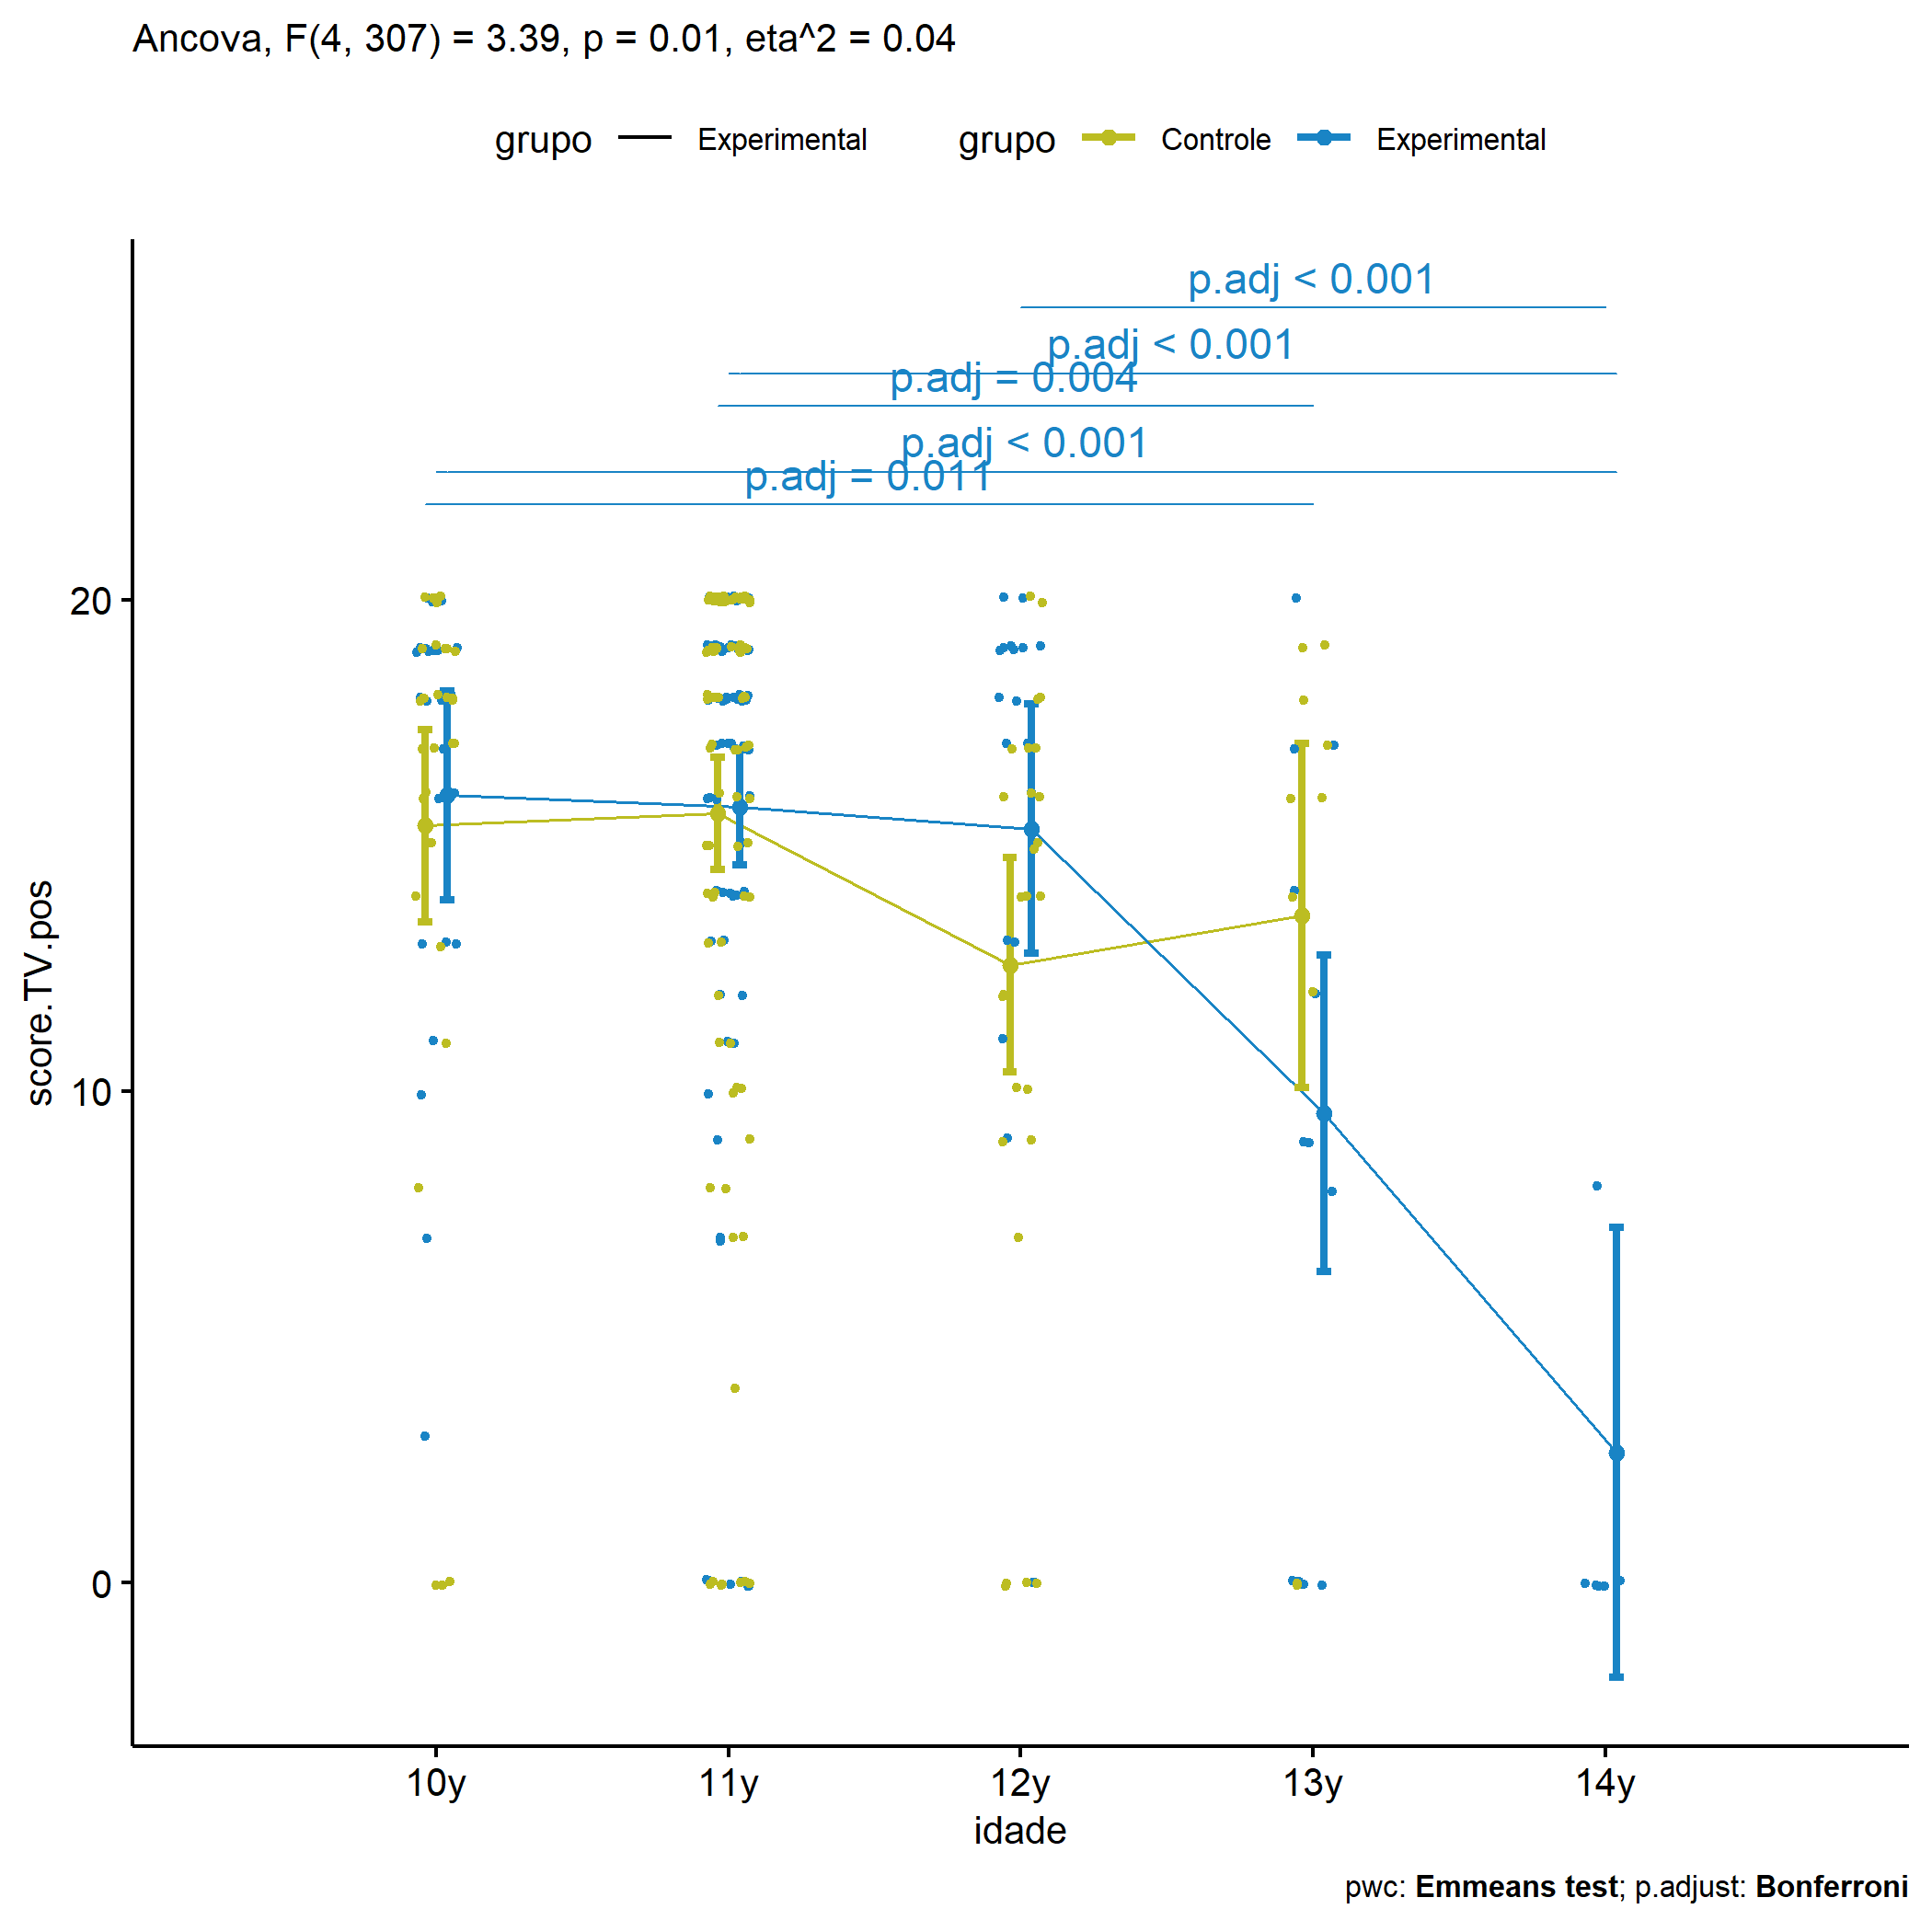 Ancova, F(4, 307) = 3.39, p = 0.01, eta^2 = 0.04
grupo Experimental grupo Controle Experimental
p.adj < 0.001
p.adj < 0.001
p.adj = 0.004
p.adj < 0.001
p.adj = 0.011
20
10
0
score.TV.pos
10y 11y 12y 13y 14y
idade
pwc: Emmeans test; p.adjust: Bonferroni